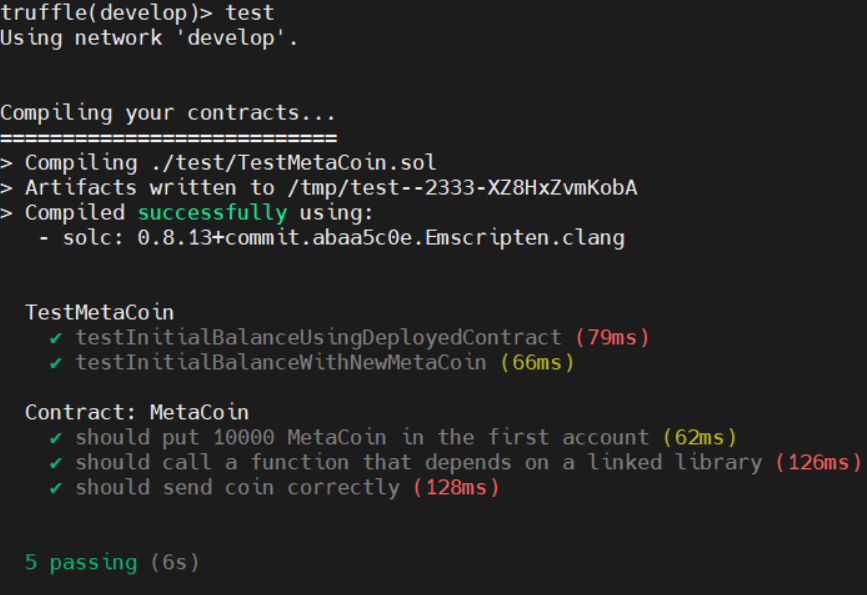 truffle(develop)> test
Using network 'develop'.
Compiling your contracts...
===========================
> Compiling ./test/TestMetaCoin.sol
> Artifacts written to /tmp/test--2333-XZ8HxZvmKobA
> Compiled successfully using:
   - solc: 0.8.13+commit.abaa5c0e.Emscripten.clang
  TestMetaCoin
    ✔ testInitialBalanceUsingDeployedContract (79ms)
    ✔ testInitialBalanceWithNewMetaCoin (66ms)
  Contract: MetaCoin
    ✔ should put 10000 MetaCoin in the first account (62ms)
    ✔ should call a function that depends on a linked library (126ms)
    ✔ should send coin correctly (128ms)
  5 passing (6s)